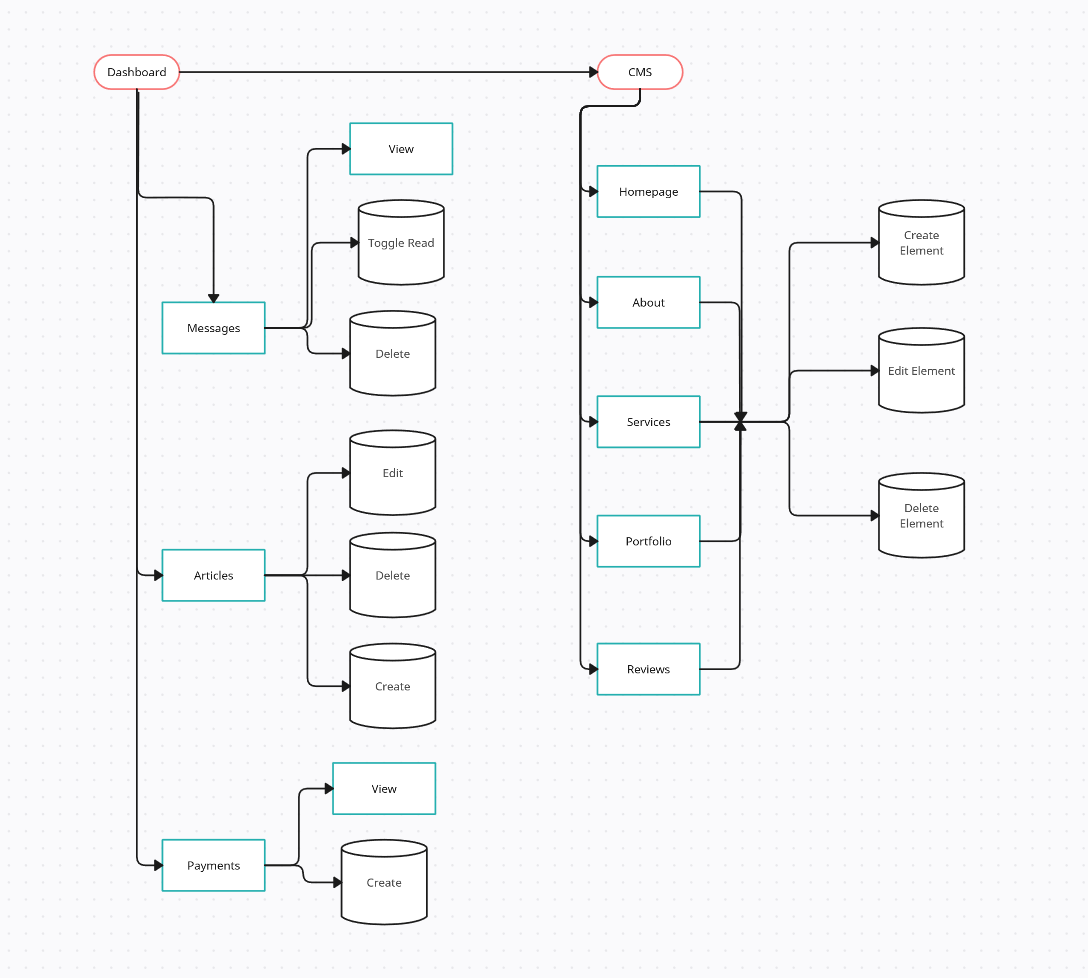 Dashboard
CMS
View
Toggle Read
Messages
Delete
Edit
Articles
Delete
Create
View
Payments
Create
Homepage
About
Services
Portfolio
Reviews
Create
Element
Edit Element
Delete
Element